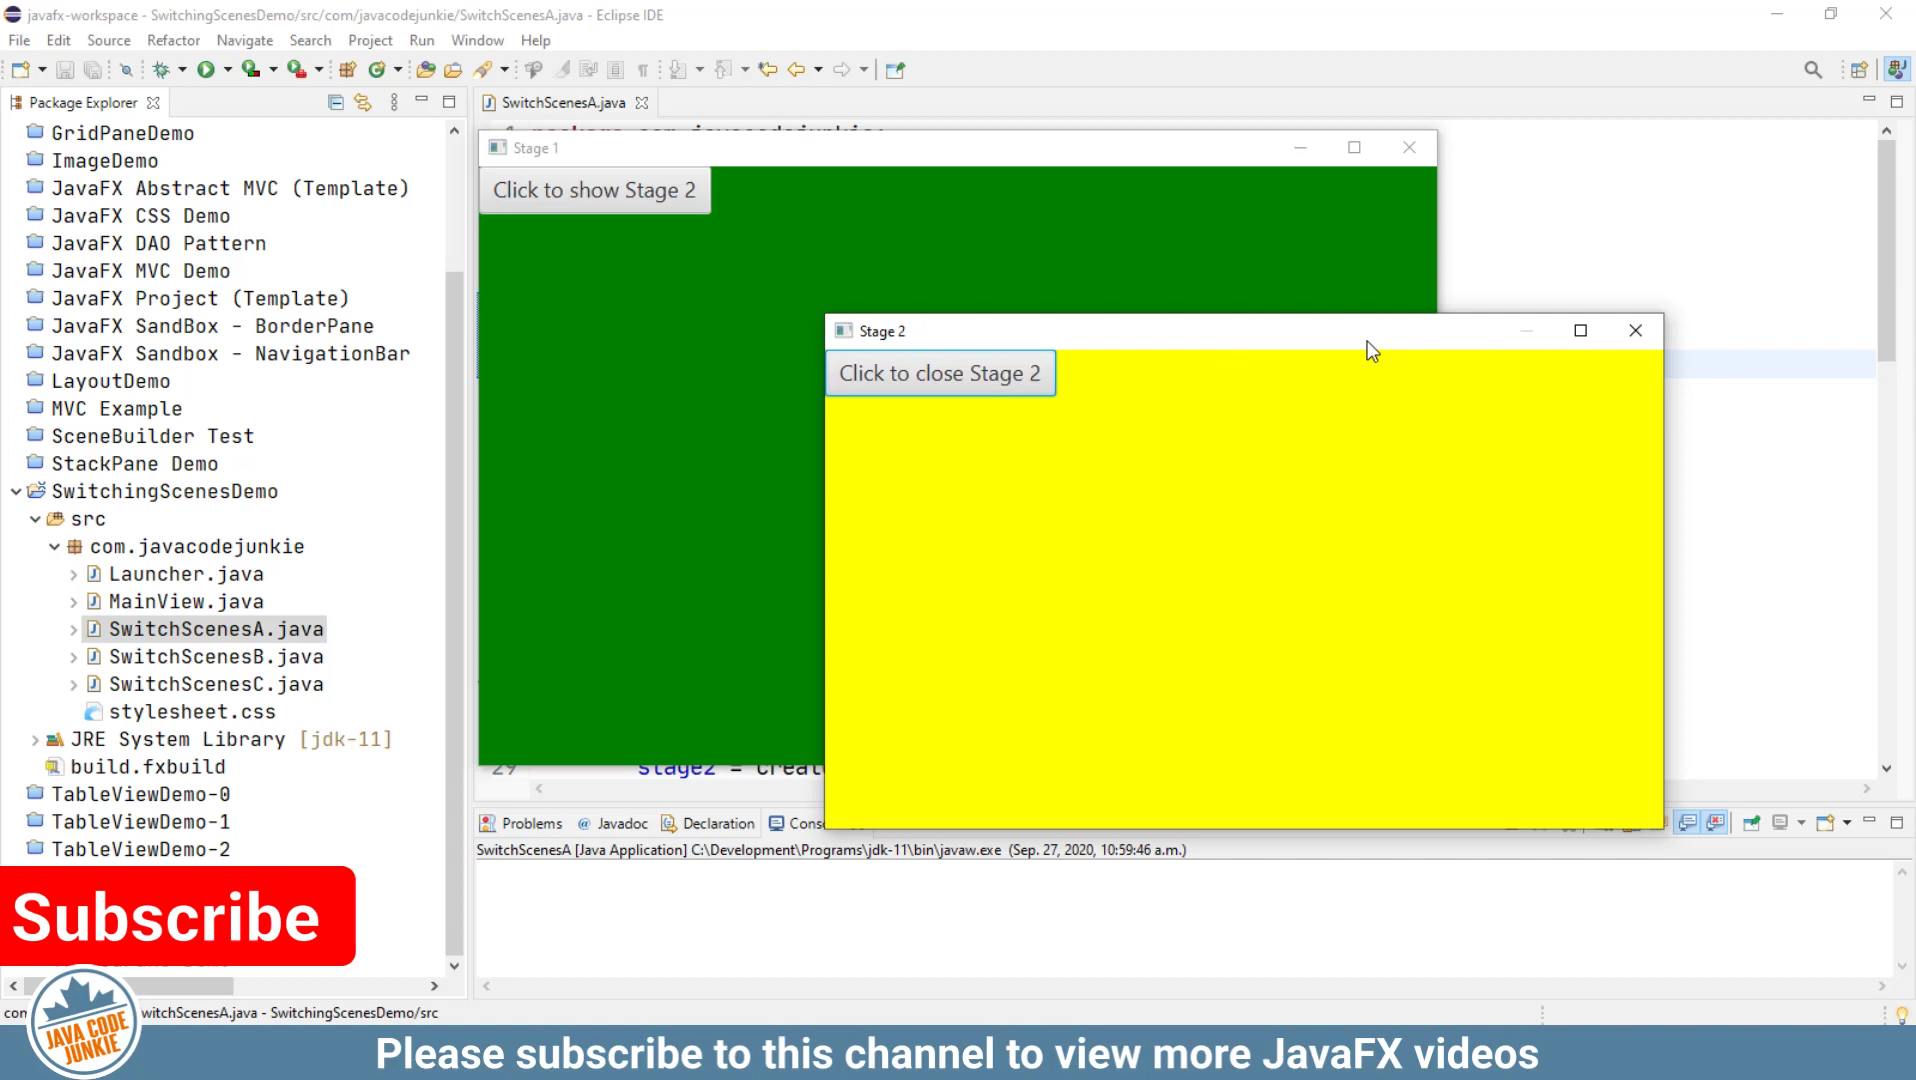 javafx-workspace - SwitchingScenesDemo/src/com/javacodejunkie/SwitchScenesA.java - Eclipse IDE
File Edit Source Refactor Navigate Search Project Run Window Help
Package Explorer
SwitchScenesA.java
GridPaneDemo
ImageDemo
JavaFX Abstract MVC (Template)
JavaFX CSS Demo
JavaFX DAO Pattern
JavaFX MVC Demo
JavaFX Project (Template)
JavaFX SandBox - BorderPane
JavaFX Sandbox - NavigationBar
LayoutDemo
MVC Example
SceneBuilder Test
StackPane Demo
SwitchingScenesDemo
src
com.javacodejunkie
Launcher.java
MainView.java
SwitchScenesA.java
SwitchScenesB.java
SwitchScenesC.java
stylesheet.css
JRE System Library [jdk-11]
build.fxbuild
TableViewDemo-0
TableViewDemo-1
TableViewDemo-2
Stage 1
Click to show Stage 2
Stage 2
Click to close Stage 2
29 stage2 = creat
Problems Javadoc Declaration Cons
SwitchScenesA [Java Application] C:\Development\Programs\jdk-11\bin\javaw.exe (Sep. 27, 2020, 10:59:46 a.m.)
Subscribe
com
witchScenesA.java - SwitchingScenesDemo/src
JAVA CODE
JUNKIE
Please subscribe to this channel to view more JavaFX videos